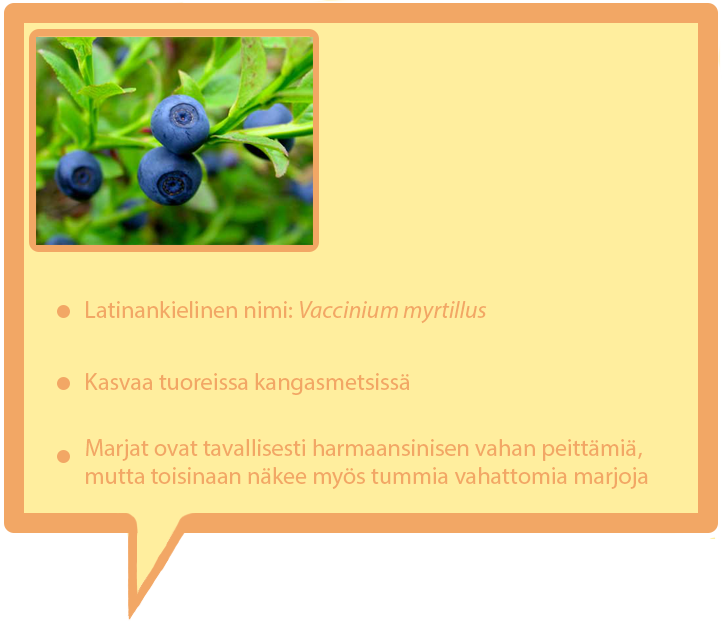 Latinankielinen nimi: Vaccinium myrtillus
Kasvaa tuoreissa kangasmetsissä
Marjat ovat tavallisesti harmaansinisen vahan peittämiä,
mutta toisinaan näkee myös tummia vahattomia marjoja